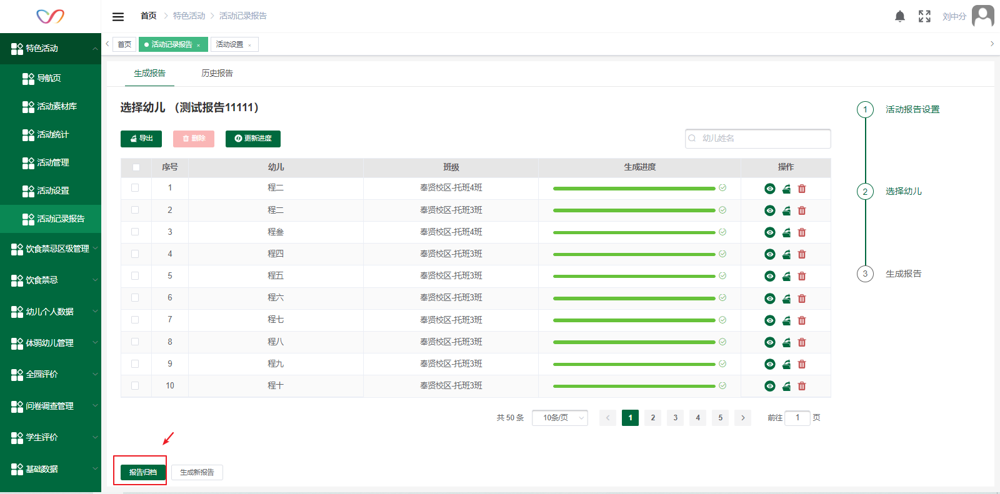 首页
特色活动
活动记录报告
刘中分
特色活动
导航页
活动素材库
活动统计
活动管理
活动设置
活动记录报告
饮食禁忌区级管理
饮食禁忌
幼儿个人数据
体弱幼儿管理
全园评价
问卷调查管理
学生评价
基础数据
首页
活动记录报告 ×
活动设置 ×
生成报告
历史报告
选择幼儿 （测试报告11111）
导出
删除
更新进度
幼儿姓名
序号 幼儿 班级 生成进度 操作
1 程二 奉贤校区-托班4班
2 程二 奉贤校区-托班3班
3 程叁 奉贤校区-托班4班
4 程四 奉贤校区-托班3班
5 程五 奉贤校区-托班3班
6 程六 奉贤校区-托班3班
7 程七 奉贤校区-托班3班
8 程八 奉贤校区-托班3班
9 程九 奉贤校区-托班3班
10 程十 奉贤校区-托班3班
共 50 条 10条/页 1 2 3 4 5 前往 1 页
报告归档
生成新报告
1 活动报告设置
2 选择幼儿
3 生成报告